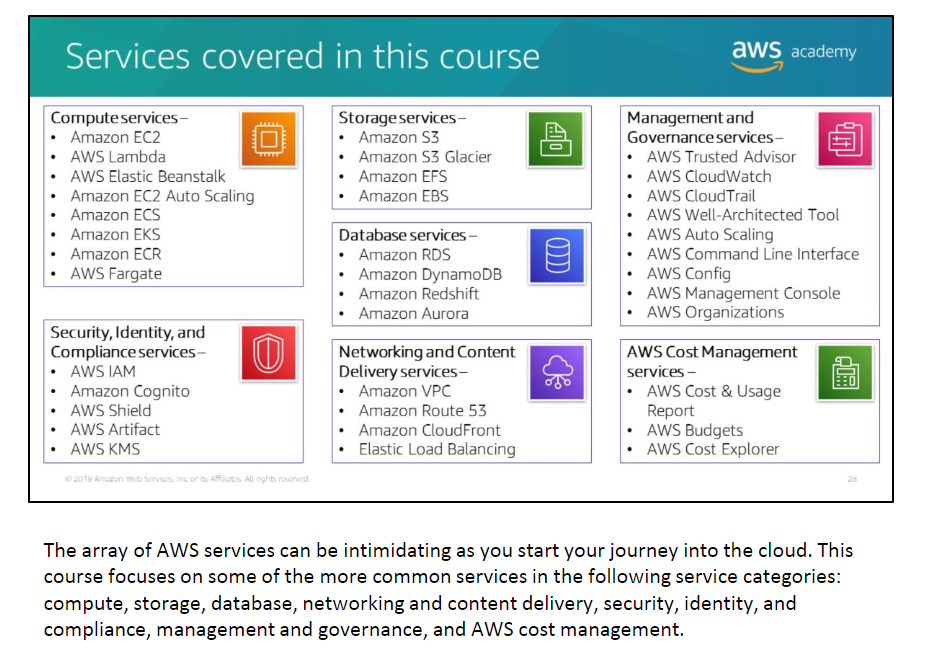 Services covered in this course
aws academy
Compute services –
• Amazon EC2
• AWS Lambda
• AWS Elastic Beanstalk
• Amazon EC2 Auto Scaling
• Amazon ECS
• Amazon EKS
• Amazon ECR
• AWS Fargate
Security, Identity, and
Compliance services –
• AWS IAM
• Amazon Cognito
• AWS Shield
• AWS Artifact
• AWS KMS
Storage services –
• Amazon S3
• Amazon S3 Glacier
• Amazon EFS
• Amazon EBS
Database services –
• Amazon RDS
• Amazon DynamoDB
• Amazon Redshift
• Amazon Aurora
Networking and Content
Delivery services –
• Amazon VPC
• Amazon Route 53
• Amazon CloudFront
• Elastic Load Balancing
Management and
Governance services –
• AWS Trusted Advisor
• AWS CloudWatch
• AWS CloudTrail
• AWS Well-Architected Tool
• AWS Auto Scaling
• AWS Command Line Interface
• AWS Config
• AWS Management Console
• AWS Organizations
AWS Cost Management
services –
• AWS Cost & Usage
Report
• AWS Budgets
• AWS Cost Explorer
© 2019 Amazon Web Services, Inc. or its Affiliates. All rights reserved.
28
The array of AWS services can be intimidating as you start your journey into the cloud. This
course focuses on some of the more common services in the following service categories:
compute, storage, database, networking and content delivery, security, identity, and
compliance, management and governance, and AWS cost management.